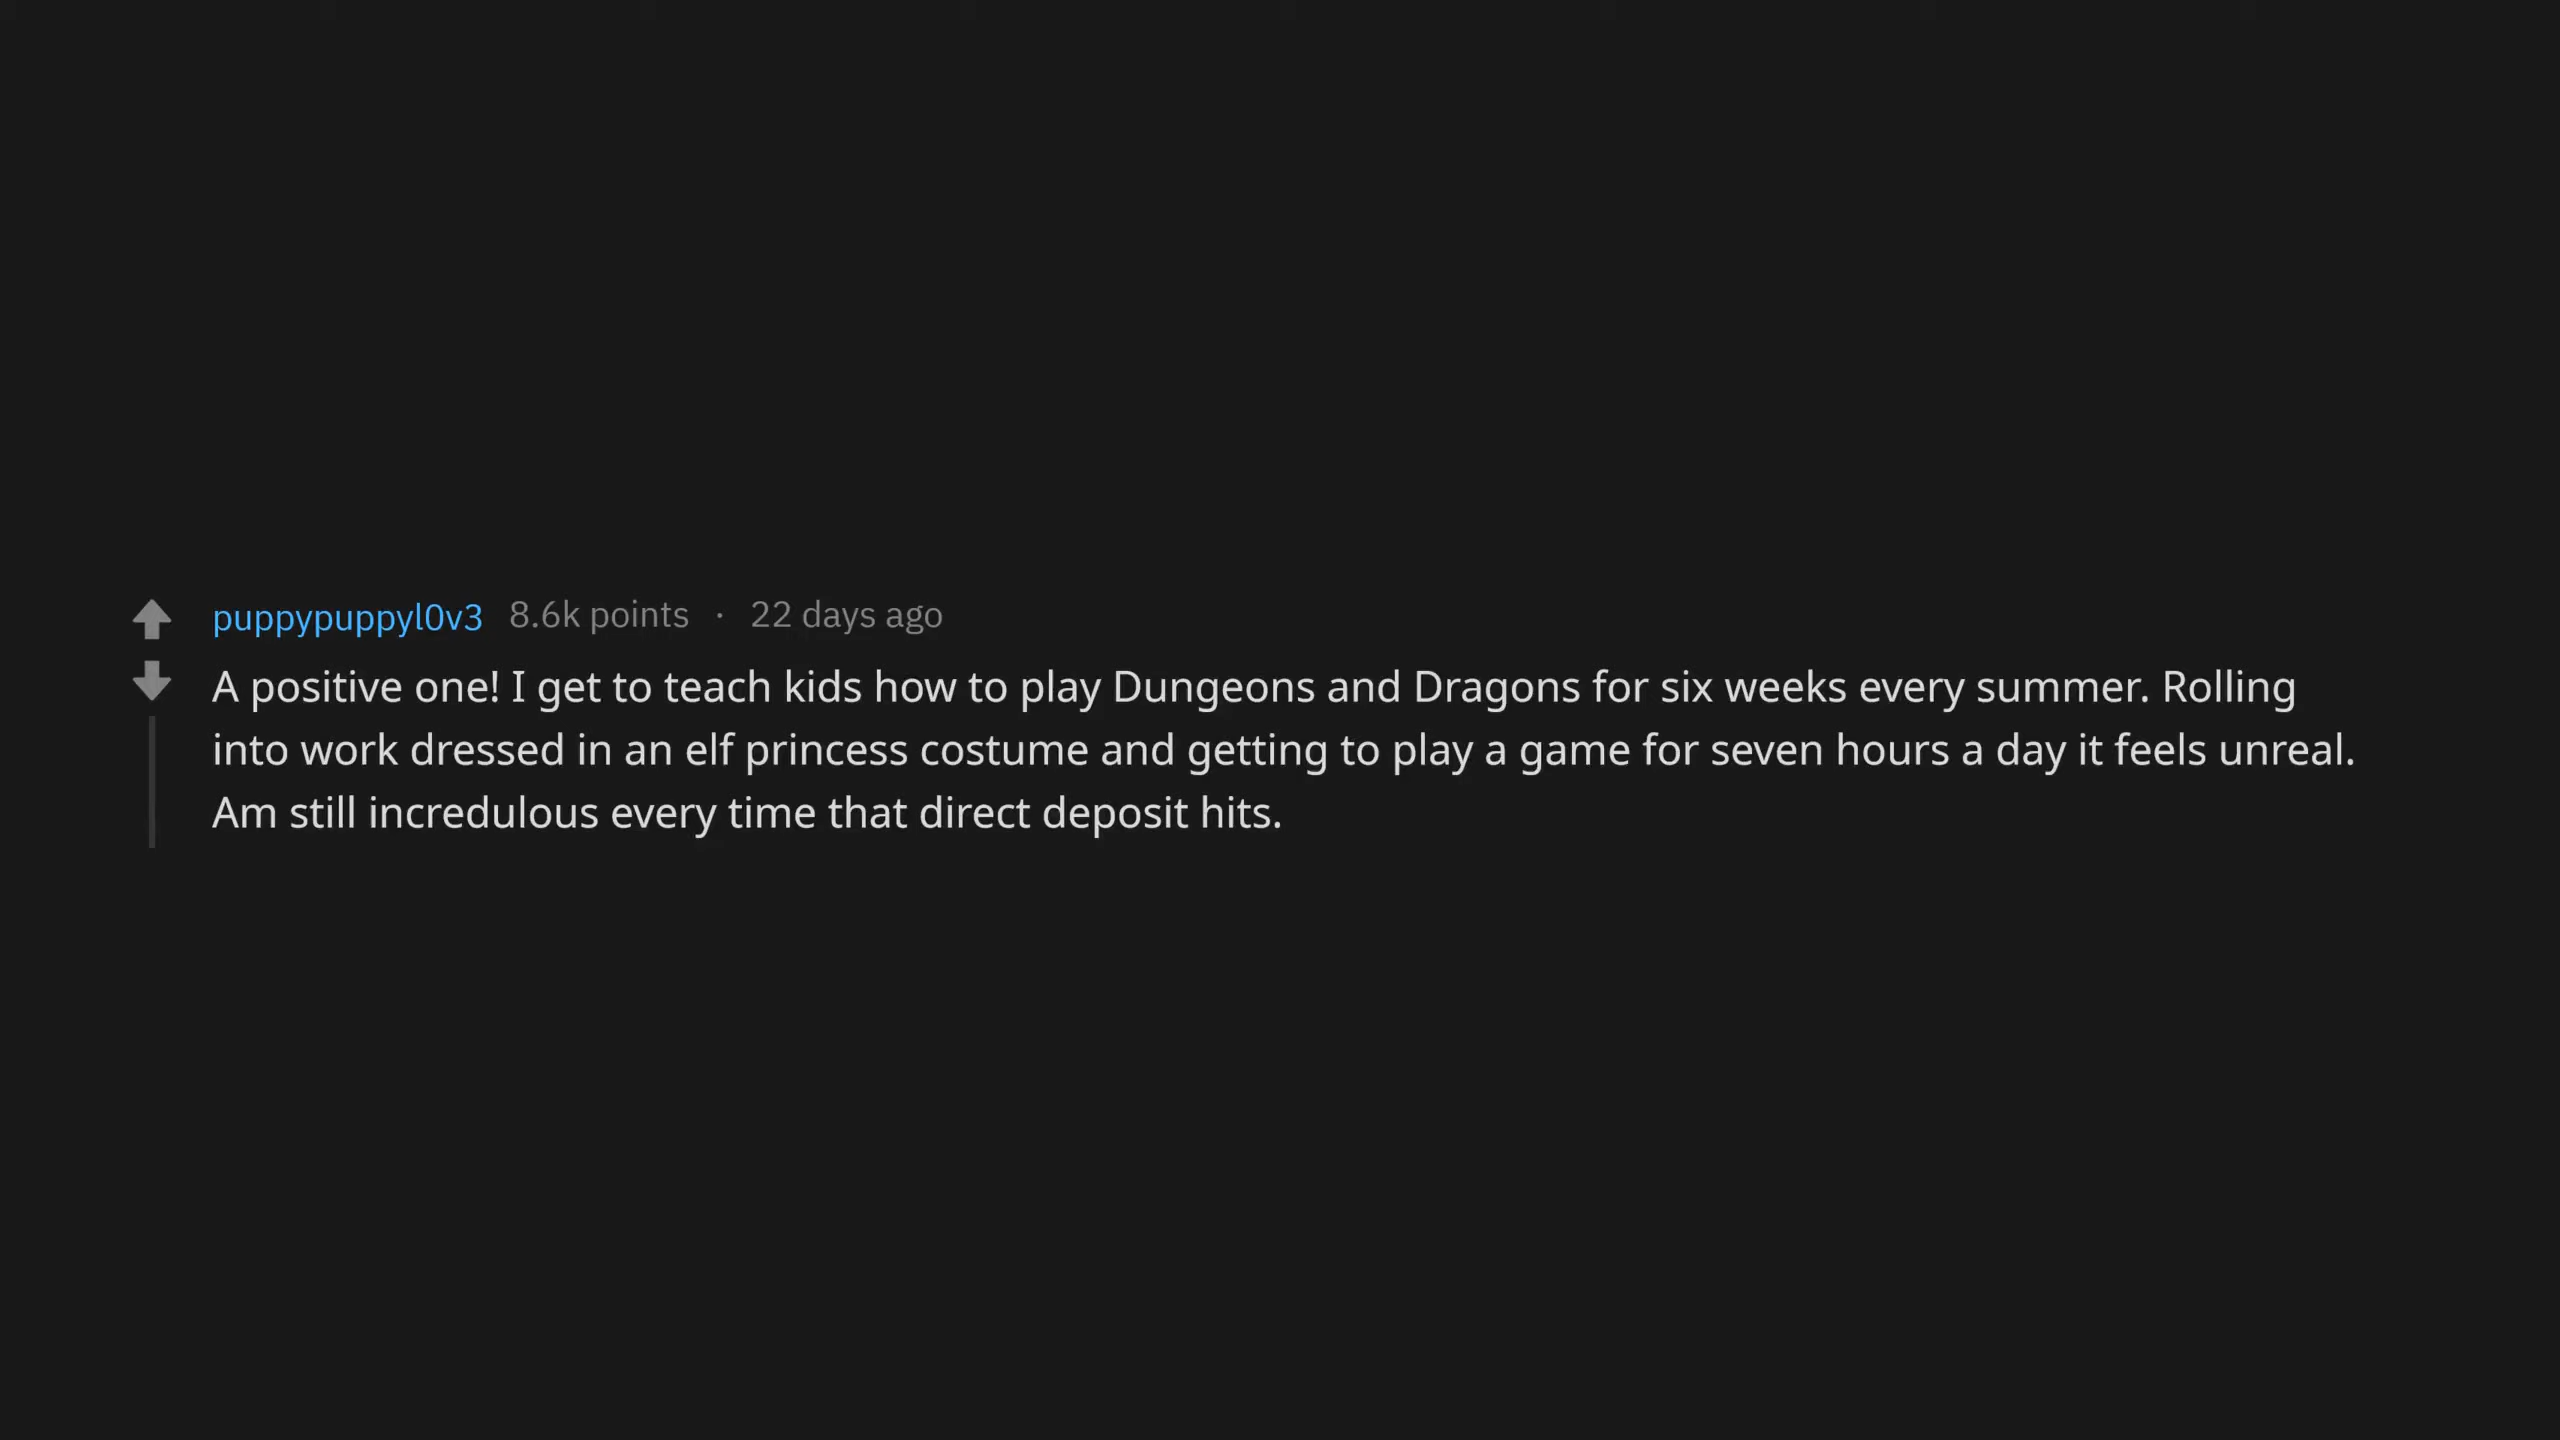 puppypuppyl0v3 8.6k points · 22 days ago
A positive one! I get to teach kids how to play Dungeons and Dragons for six weeks every summer. Rolling
into work dressed in an elf princess costume and getting to play a game for seven hours a day it feels unreal.
Am still incredulous every time that direct deposit hits.